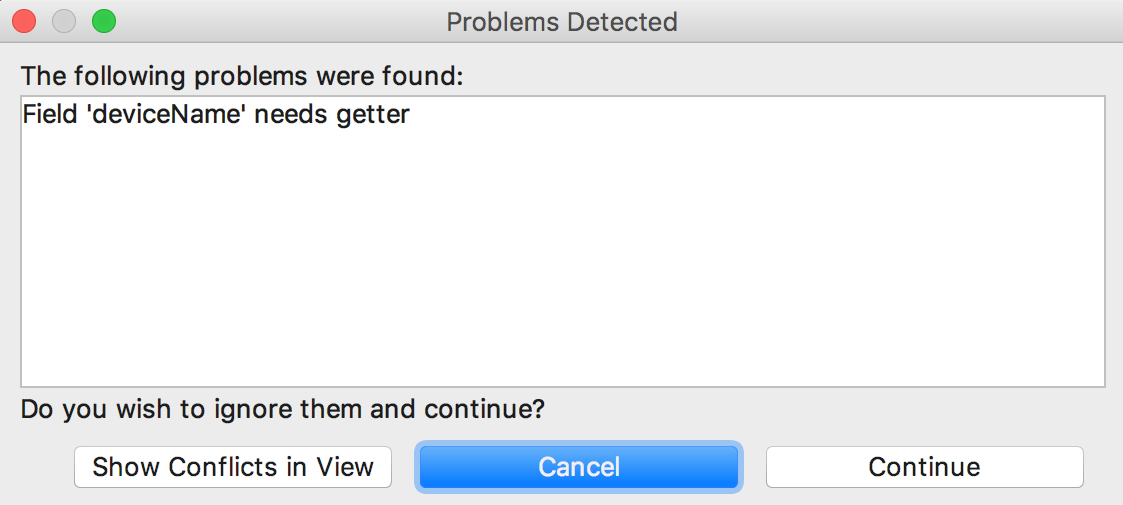 Problems Detected
The following problems were found:
Field 'deviceName' needs getter
Do you wish to ignore them and continue?
Show Conflicts in View
Cancel
Continue